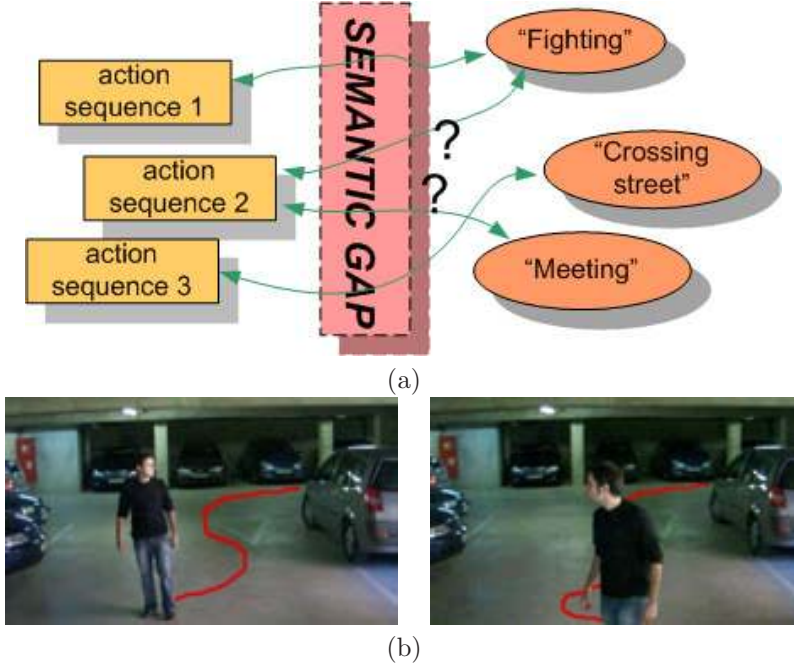 action
sequence 1
action
sequence 2
action
sequence 3
SEMANTIC GAP
?
?
“Fighting”
“Crossing
street”
“Meeting”
(a)
(b)